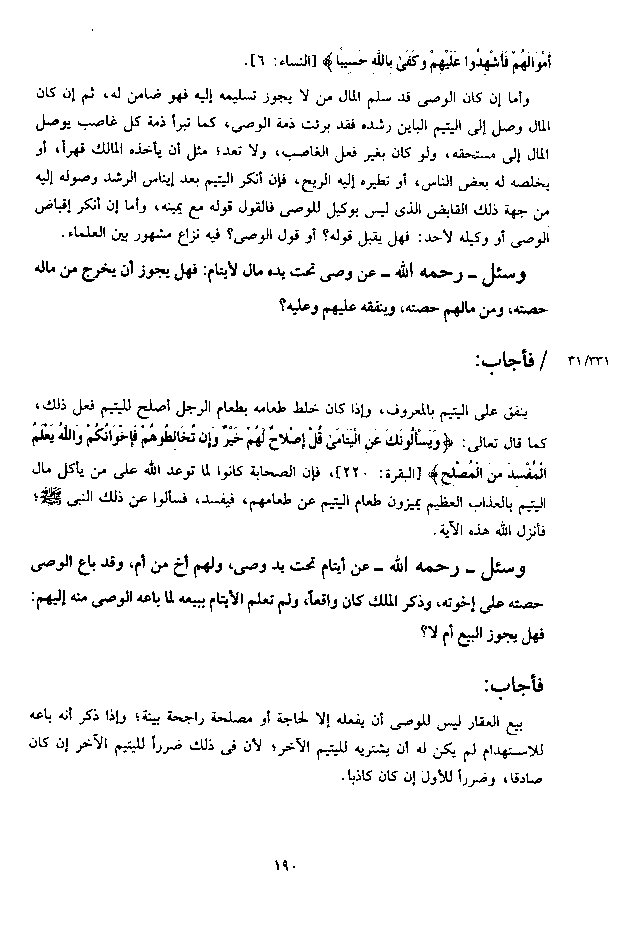 أَمْوَالَهُمْ فَأَشْهِدُوا عَلَيْهِمْ وَكَفَىٰ بِاللَّهِ حَسِيبًا ﴾ [النساء: ٦].
وأما إن كان الوصى قد سلم المال من لا يجوز تسليمه إليه فهو ضامن له، ثم إن كان
المال وصل إلى اليتيم الباين رشده فقد برئت ذمة الوصى، كما تبرأ ذمة كل غاصب يوصل
المال إلى مستحقه، ولو كان بغير فعل الغاصب، ولا تعد؛ مثل أن يأخذه المالك قهراً، أو
يخلصه له بعض الناس، أو تطيره إليه الريح، فإن أنكر اليتيم بعد إيناس الرشد وصوله إليه
من جهة ذلك القابض الذى ليس بوكيل للوصى فالقول قوله مع يمينه، وأما إن أنكر إقباض
الوصى أو وكيله لأحد: فهل يقبل قوله؟ أو قول الوصى؟ فيه نزاع مشهور بين العلماء.
وسئل ـ رحمه الله ـ عن وصى تحت يده مال لأيتام: فهل يجوز أن يخرج من ماله
حصته، ومن مالهم حصته، وينفقه عليهم وعليه؟
٣١/٣٣١ / فأجاب:
ينفق على اليتيم بالمعروف، وإذا كان خلط طعامه بطعام الرجل أصلح لليتيم فعل ذلك،
كما قال تعالى: ﴿ وَيَسْأَلُونَكَ عَنِ الْيَتَامَىٰ قُلْ إِصْلَاحٌ لَّهُمْ خَيْرٌ وَإِن تُخَالِطُوهُمْ فَإِخْوَانُكُمْ وَاللَّهُ يَعْلَمُ
الْمُفْسِدَ مِنَ الْمُصْلِحِ ﴾ [البقرة: ٢٢٠]، فإن الصحابة كانوا لما توعد الله على من يأكل مال
اليتيم بالعذاب العظيم يميزون طعام اليتيم عن طعامهم، فيفسد، فسألوا عن ذلك النبى ﷺ؛
فأنزل الله هذه الآية.
وسئل ـ رحمه الله ـ عن أيتام تحت يد وصى، ولهم أخ من أم، وقد باع الوصى
حصته على إخوته، وذكر الملك كان واقعاً، ولم تعلم الأيتام ببيعه لما باعه الوصى منه إليهم:
فهل يجوز البيع أم لا؟
فأجاب:
بيع العقار ليس للوصى أن يفعله إلا لحاجة أو مصلحة راجحة بينة؛ وإذا ذكر أنه باعه
للاستهدام لم يكن له أن يشتريه لليتيم الآخر؛ لأن فى ذلك ضرراً لليتيم الآخر إن كان
صادقا، وضرراً للأول إن كان كاذبا.
١٩٠